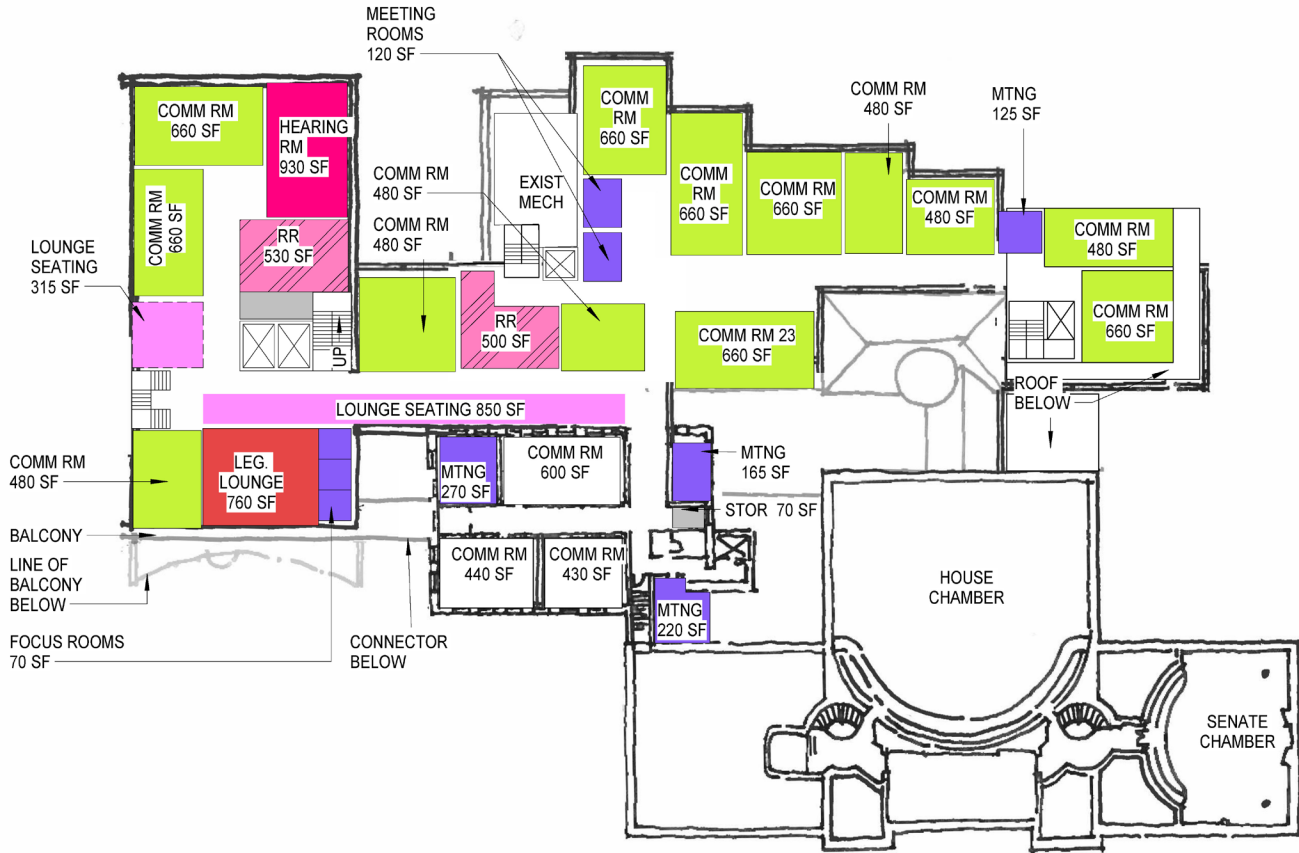 MEETING
ROOMS
120 SF
COMM RM
660 SF
HEARING
RM
930 SF
COMM
RM
660 SF
COMM RM
480 SF
MTNG
125 SF
COMM RM
480 SF
COMM RM
480 SF
EXIST
MECH
COMM
RM
660 SF
COMM RM
660 SF
COMM RM
480 SF
COMM RM
660 SF
RR
530 SF
LOUNGE
SEATING
315 SF
COMM RM
480 SF
COMM RM
660 SF
UP
RR
500 SF
COMM RM 23
660 SF
ROOF
BELOW
LOUNGE SEATING 850 SF
COMM RM
480 SF
LEG.
LOUNGE
760 SF
MTNG
270 SF
COMM RM
600 SF
MTNG
165 SF
STOR 70 SF
BALCONY
LINE OF
BALCONY
BELOW
COMM RM
440 SF
COMM RM
430 SF
HOUSE
CHAMBER
MTNG
220 SF
FOCUS ROOMS
70 SF
CONNECTOR
BELOW
SENATE
CHAMBER